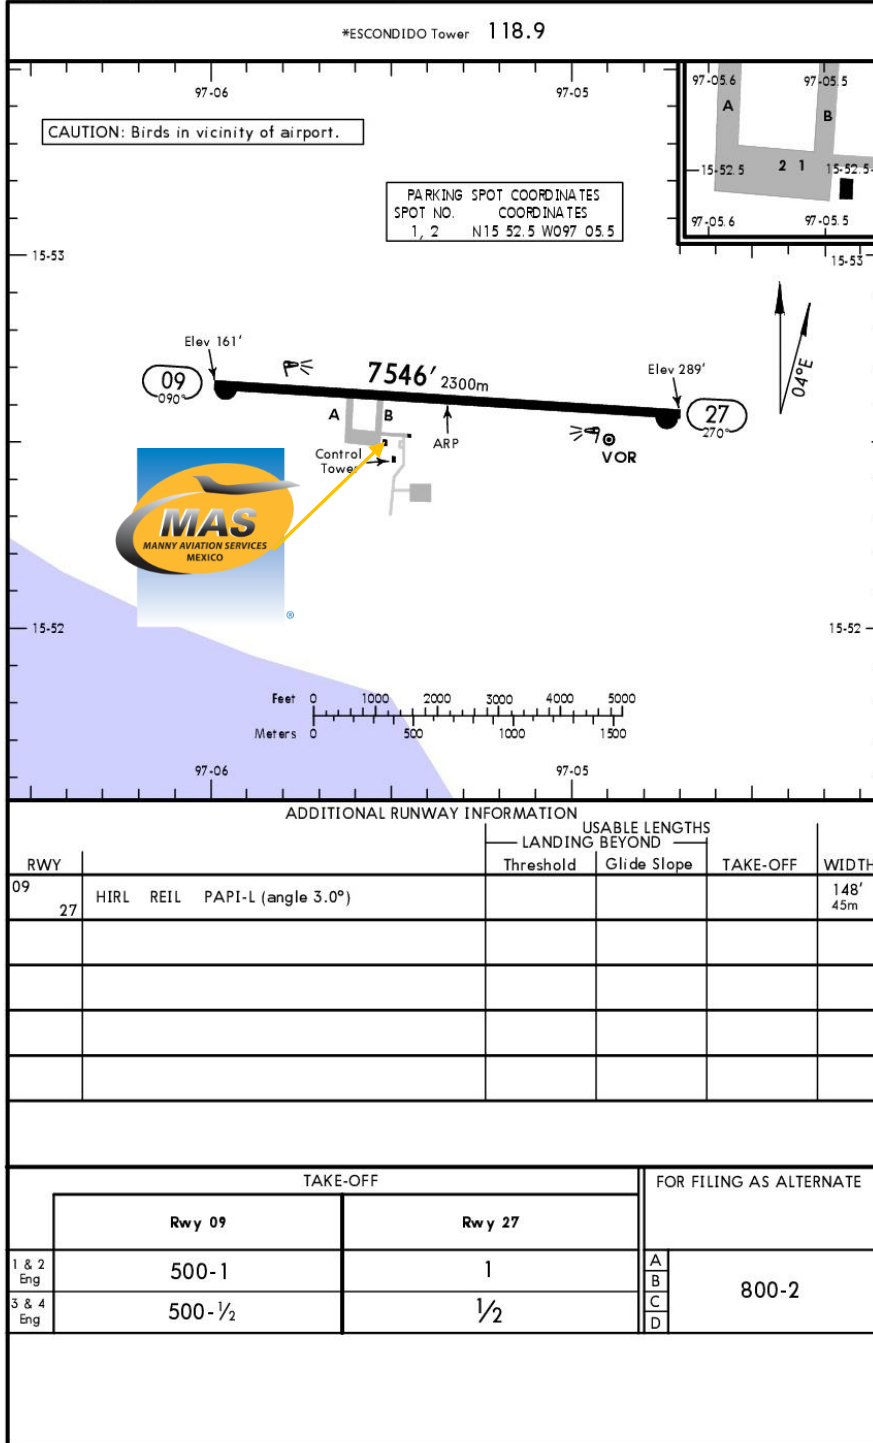 *ESCONDIDO Tower 118.9
97-06
97-05
97-05.6
97-05.5
A
B
CAUTION: Birds in vicinity of airport.
15-52.5
2 1
15-52.5
PARKING SPOT COORDINATES
SPOT NO. COORDINATES
1, 2 N15 52.5 W097 05.5
97-05.6
97-05.5
15-53
15-53
Elev 161'
7546' 2300m
Elev 289'
04°E
09
090°
27
270°
A
B
ARP
Control
Tower
VOR
MAS
MANNY AVIATION SERVICES
MEXICO
®
15-52
15-52
Feet 0 1000 2000 3000 4000 5000
Meters 0 500 1000 1500
97-06
97-05
ADDITIONAL RUNWAY INFORMATION
USABLE LENGTHS
LANDING BEYOND
RWY Threshold Glide Slope TAKE-OFF WIDTH
09
27
HIRL REIL PAPI-L (angle 3.0°)
148'
45m
TAKE-OFF
FOR FILING AS ALTERNATE
Rwy 09 Rwy 27
1 & 2
Eng
500-1
1
3 & 4
Eng
500-½
½
A
B
C
D
800-2